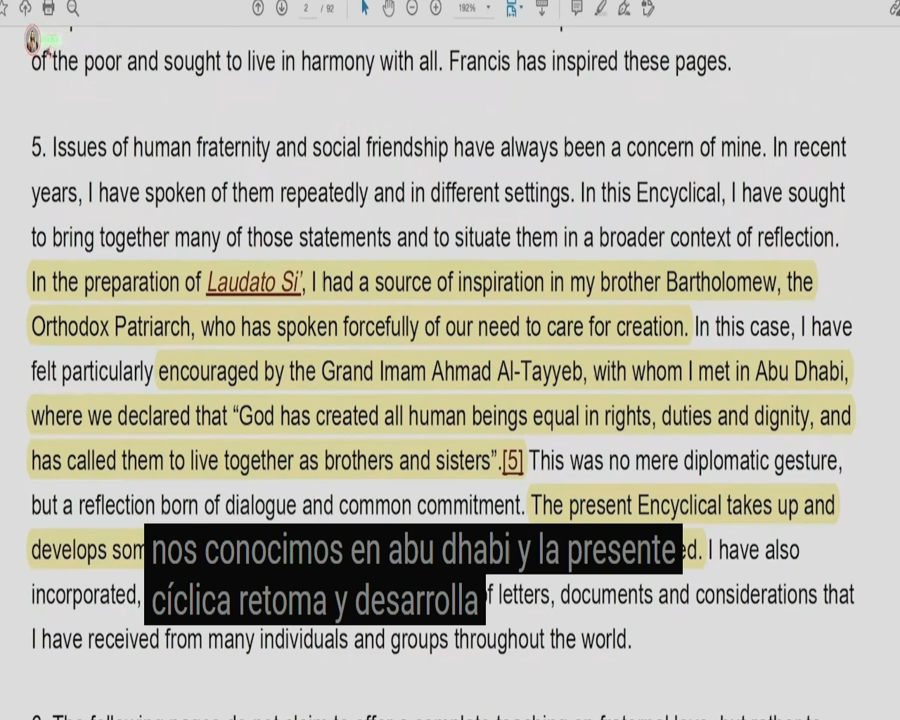 2 / 92
192%
of the poor and sought to live in harmony with all. Francis has inspired these pages.
5. Issues of human fraternity and social friendship have always been a concern of mine. In recent
years, I have spoken of them repeatedly and in different settings. In this Encyclical, I have sought
to bring together many of those statements and to situate them in a broader context of reflection.
In the preparation of Laudato Si’, I had a source of inspiration in my brother Bartholomew, the
Orthodox Patriarch, who has spoken forcefully of our need to care for creation. In this case, I have
felt particularly encouraged by the Grand Imam Ahmad Al-Tayyeb, with whom I met in Abu Dhabi,
where we declared that “God has created all human beings equal in rights, duties and dignity, and
has called them to live together as brothers and sisters”.[5] This was no mere diplomatic gesture,
but a reflection born of dialogue and common commitment. The present Encyclical takes up and
develops som
nos conocimos en abu dhabi y la presente
ed. I have also
incorporated,
cíclica retoma y desarrolla
f letters, documents and considerations that
I have received from many individuals and groups throughout the world.